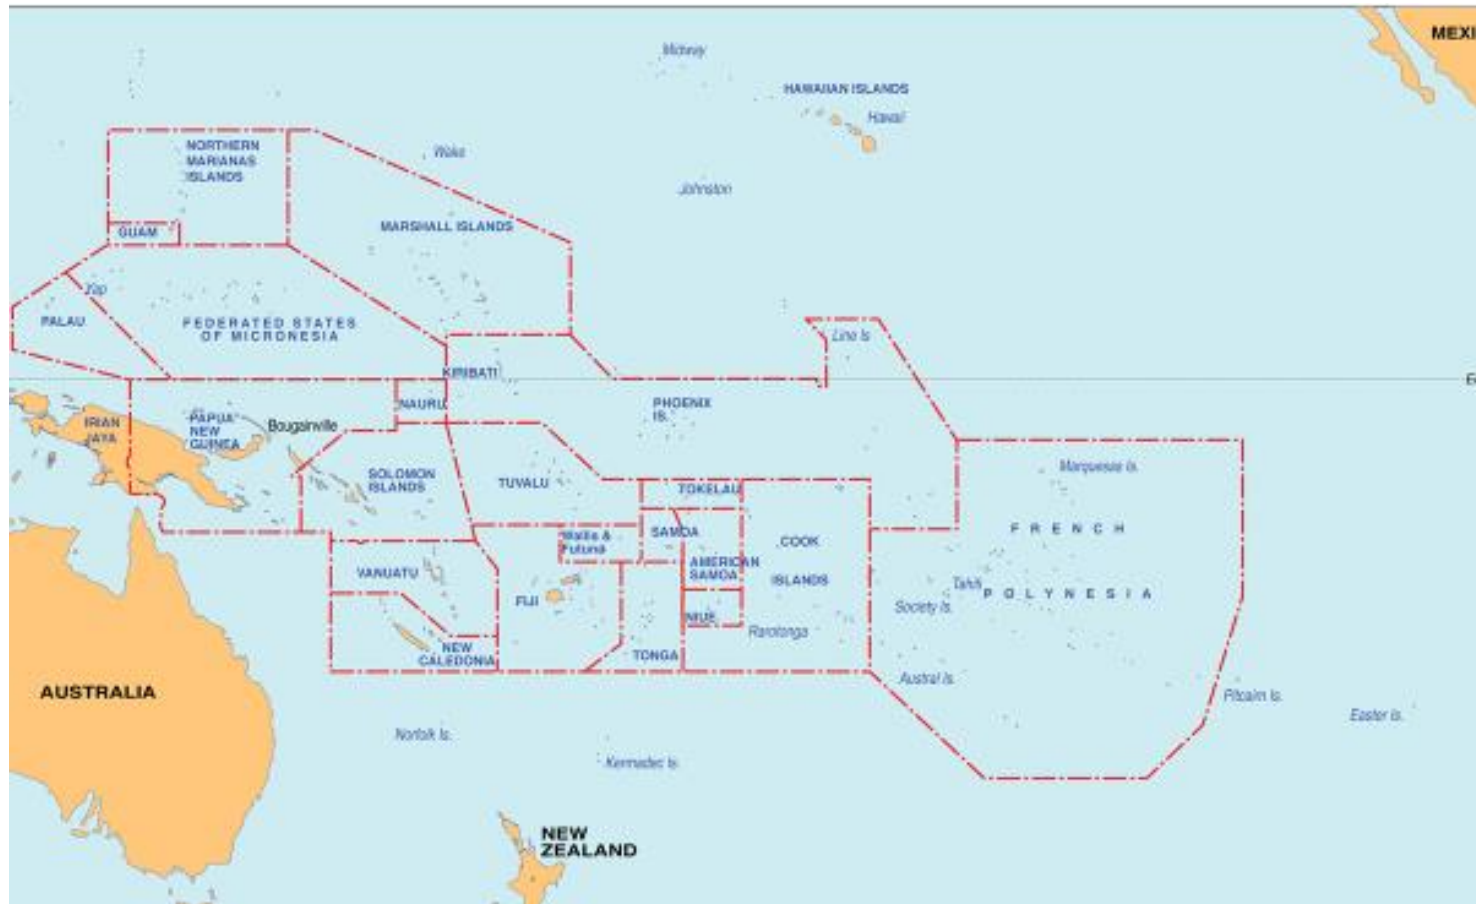 MEXI
Midway
HAWAIIAN ISLANDS
Hawaii
NORTHERN
MARIANAS
ISLANDS
Wake
Johnston
GUAM
MARSHALL ISLANDS
Yap
PALAU
FEDERATED STATES
OF MICRONESIA
Line Is
KIRIBATI
E
NAURU
PHOENIX
IS.
IRIAN
JAYA
PAPUA
NEW
GUINEA
Bougainville
Marquesas Is.
SOLOMON
ISLANDS
TUVALU
TOKELAU
FRENCH
Wallis &
Futuna
SAMOA
COOK
AMERICAN
SAMOA
ISLANDS
VANUATU
Tahiti
POLYNESIA
FIJI
Society Is.
NIUE
Rarotonga
NEW
CALEDONIA
TONGA
Austral Is.
AUSTRALIA
Pitcairn Is.
Easter Is.
Norfolk Is.
Kermadec Is.
NEW
ZEALAND